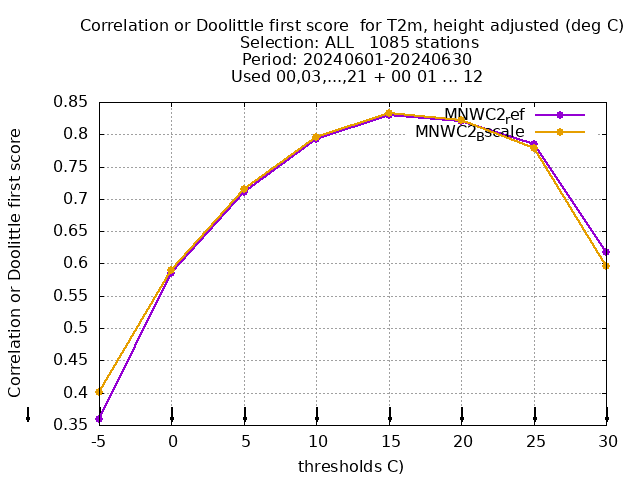 Correlation or Doolittle first score  for T2m, height adjusted (deg C)
Selection: ALL   1085 stations
Period: 20240601-20240630
Used 00,03,...,21 + 00 01 ... 12
Correlation or Doolittle first score
0.85
0.8
0.75
0.7
0.65
0.6
0.55
0.5
0.45
0.4
0.35
MNWC2ref
MNWC2Bscale
-5 0 5 10 15 20 25 30
thresholds C)